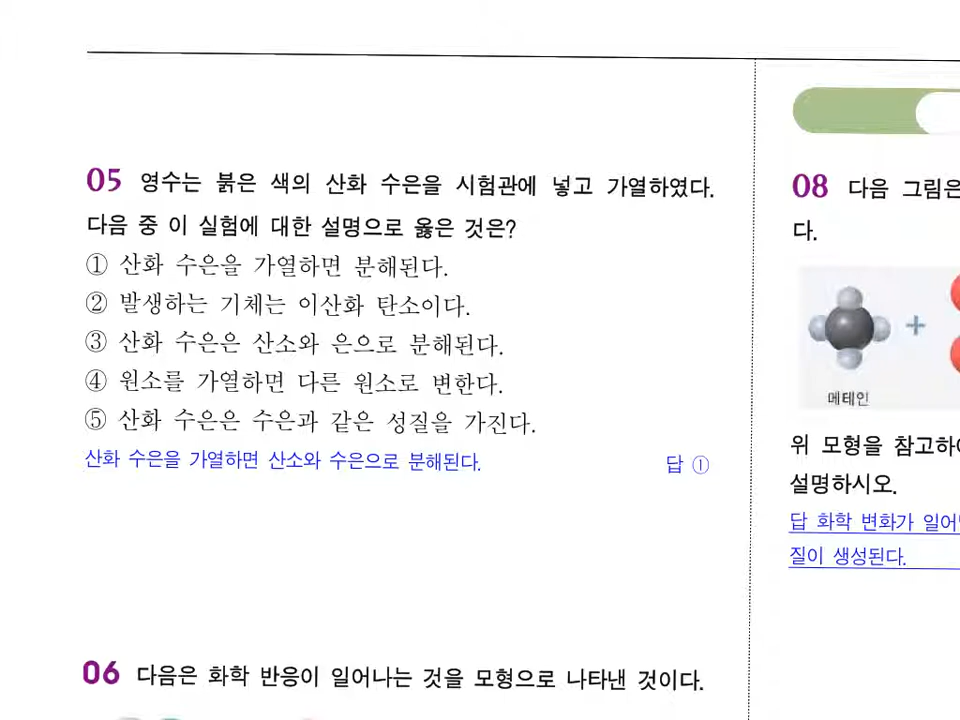 05 영수는 붉은 색의 산화 수은을 시험관에 넣고 가열하였다.
다음 중 이 실험에 대한 설명으로 옳은 것은?
① 산화 수은을 가열하면 분해된다.
② 발생하는 기체는 이산화 탄소이다.
③ 산화 수은은 산소와 은으로 분해된다.
④ 원소를 가열하면 다른 원소로 변한다.
⑤ 산화 수은은 수은과 같은 성질을 가진다.
산화 수은을 가열하면 산소와 수은으로 분해된다. 답 ①
06 다음은 화학 반응이 일어나는 것을 모형으로 나타낸 것이다.
08 다음 그림은
다.
+
메테인
위 모형을 참고하여
설명하시오.
답 화학 변화가 일어
질이 생성된다.